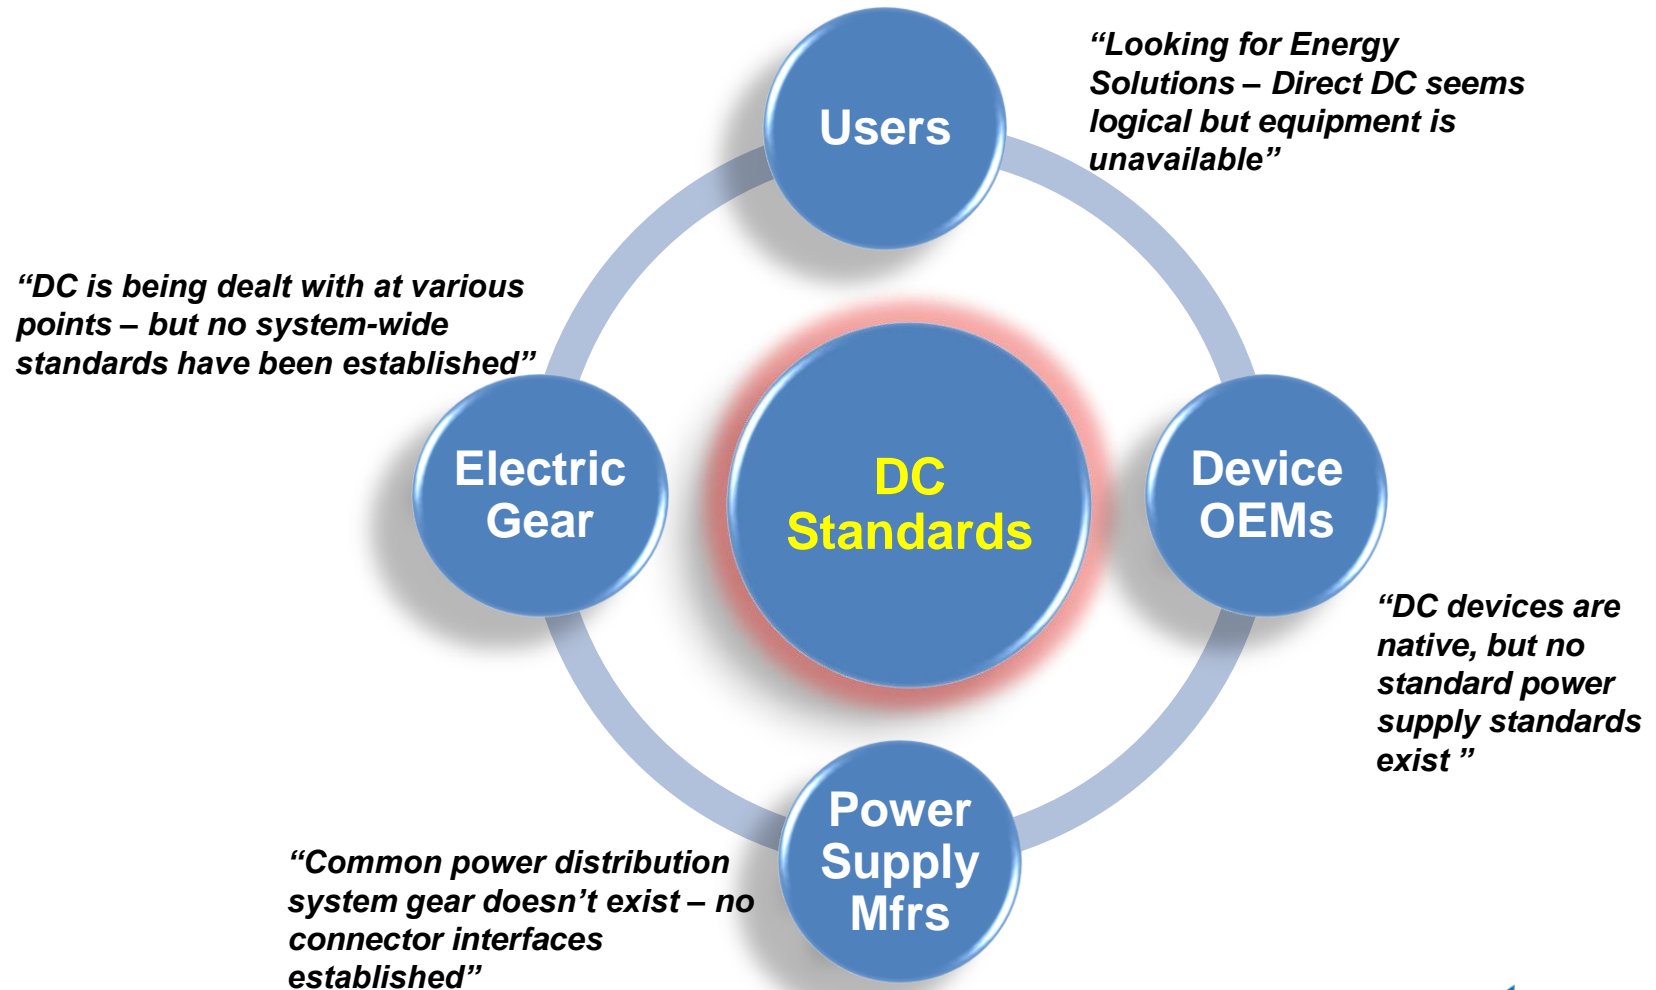 Users
“Looking for Energy
Solutions – Direct DC seems
logical but equipment is
unavailable”
“DC is being dealt with at various
points – but no system-wide
standards have been established”
Electric
Gear
DC
Standards
Device
OEMs
“DC devices are
native, but no
standard power
supply standards
exist ”
Power
Supply
Mfrs
“Common power distribution
system gear doesn’t exist – no
connector interfaces
established”